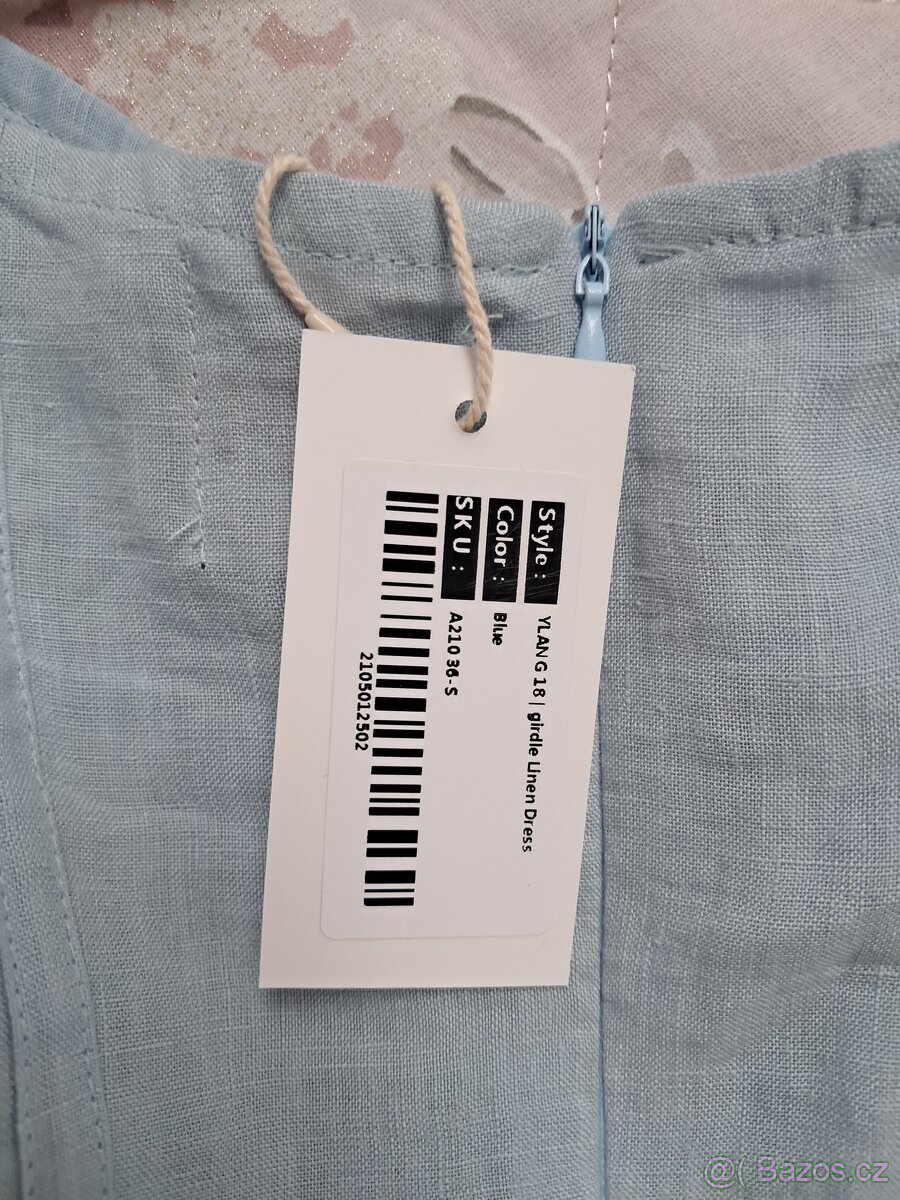 Style: YLANG 18 | girdle Linen Dress
Color: Blue
SKU: A21036-S
2105012502
@( Bazos.cz